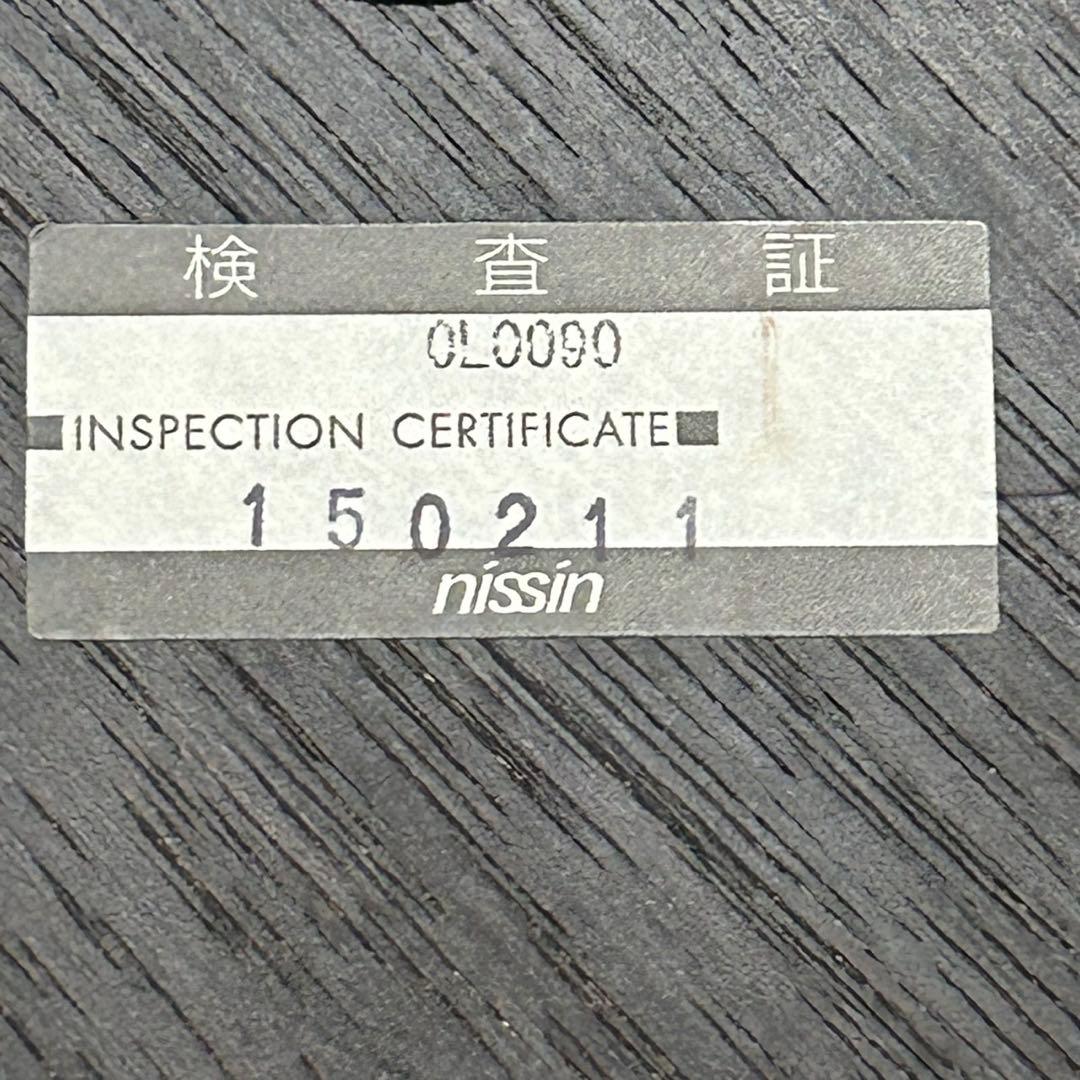 検査証
0L0090
INSPECTION CERTIFICATE
150211
nissin